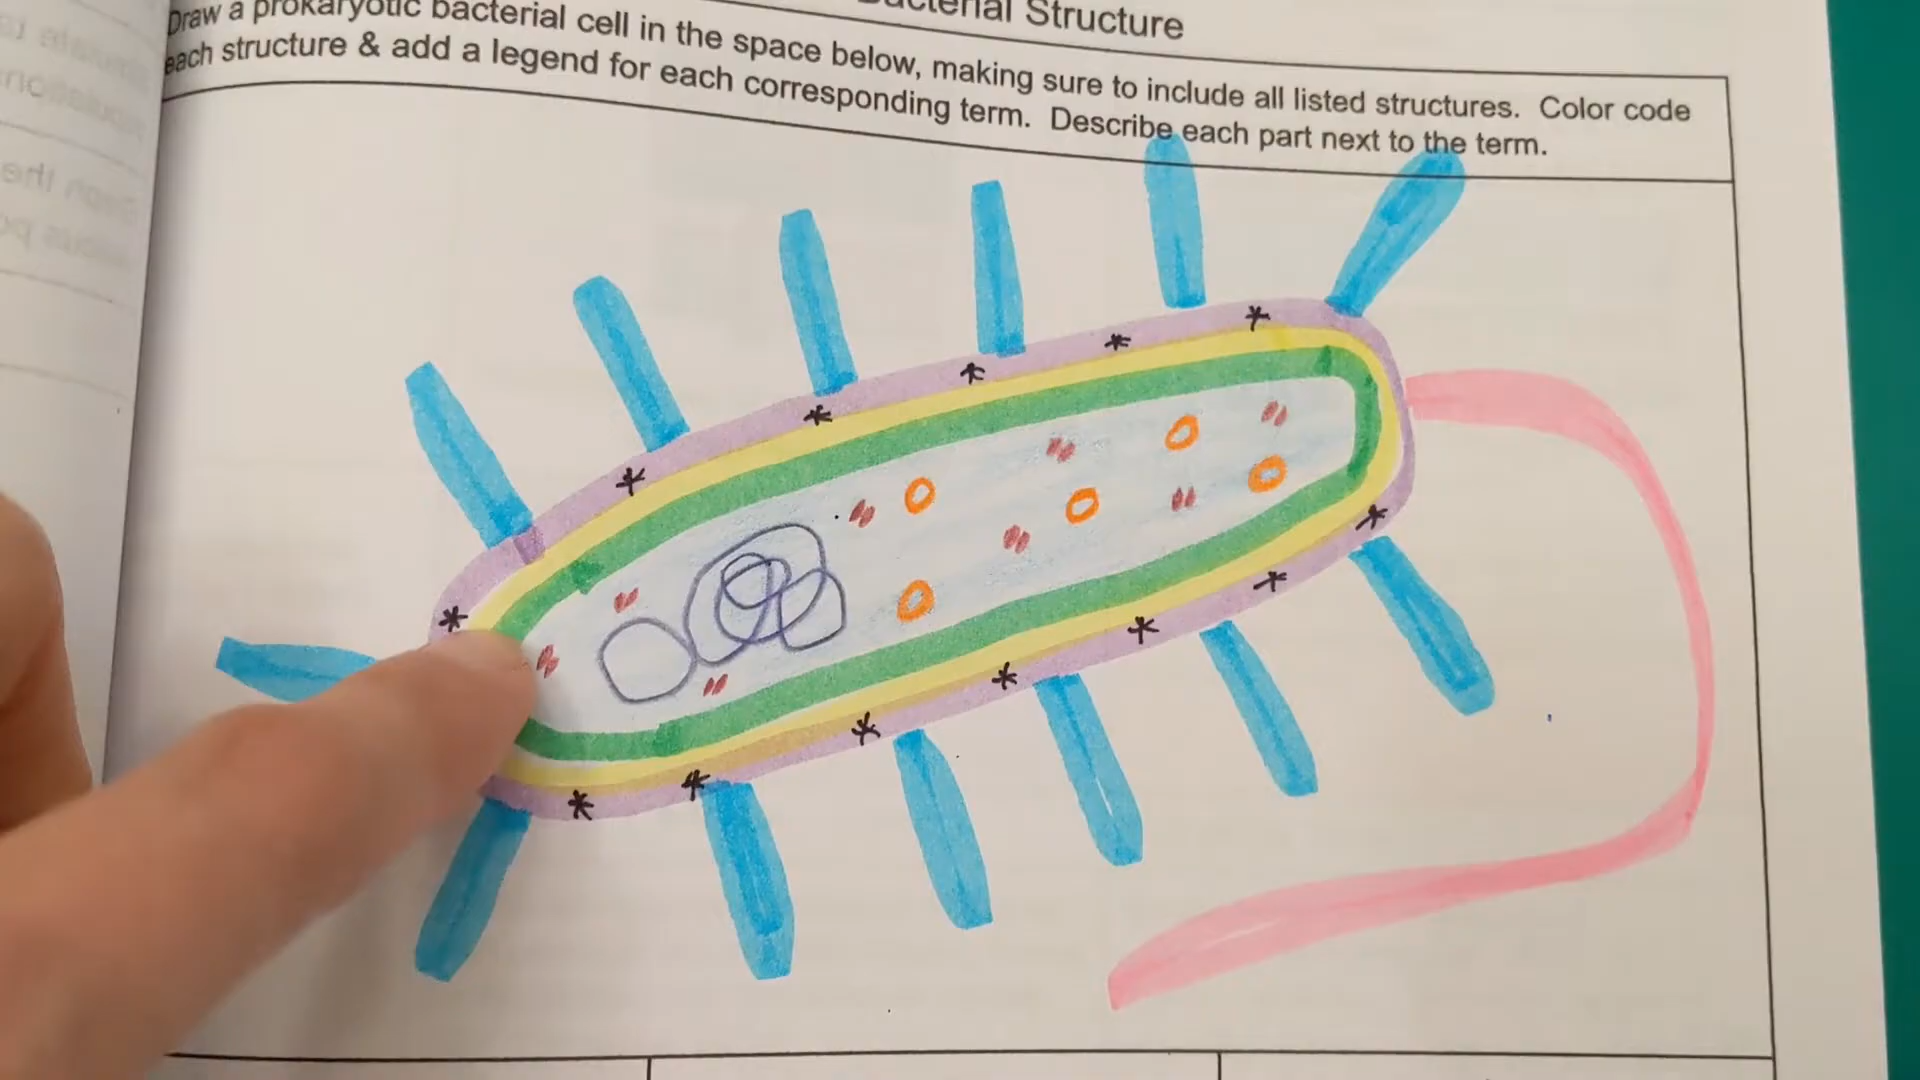 Structure
Draw a prokaryotic bacterial cell in the space below, making sure to include all listed structures. Color code
each structure & add a legend for each corresponding term. Describe each part next to the term.